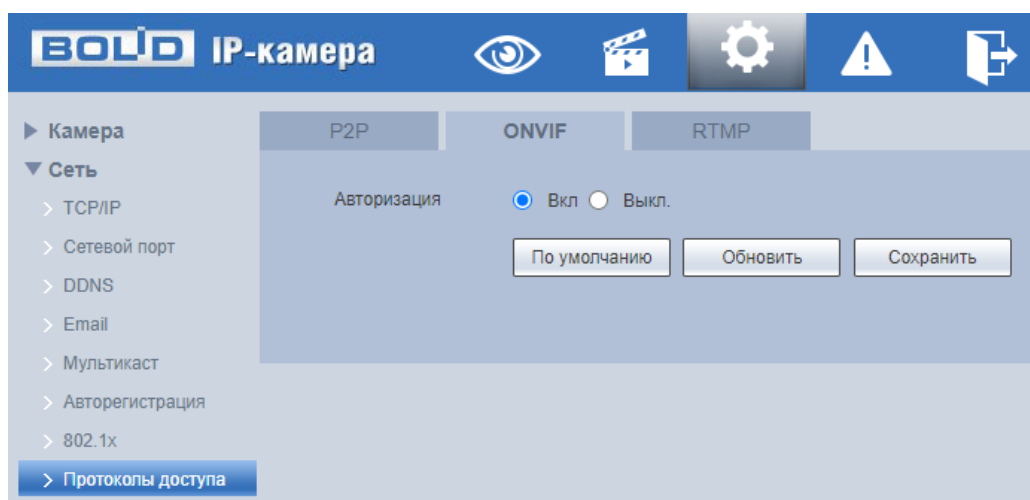 BOLID IP-камера
Камера
Сеть
TCP/IP
Сетевой порт
DDNS
Email
Мультикаст
Авторегистрация
802.1x
Протоколы доступа
P2P ONVIF RTMP
Авторизация Вкл Выкл.
По умолчанию Обновить Сохранить